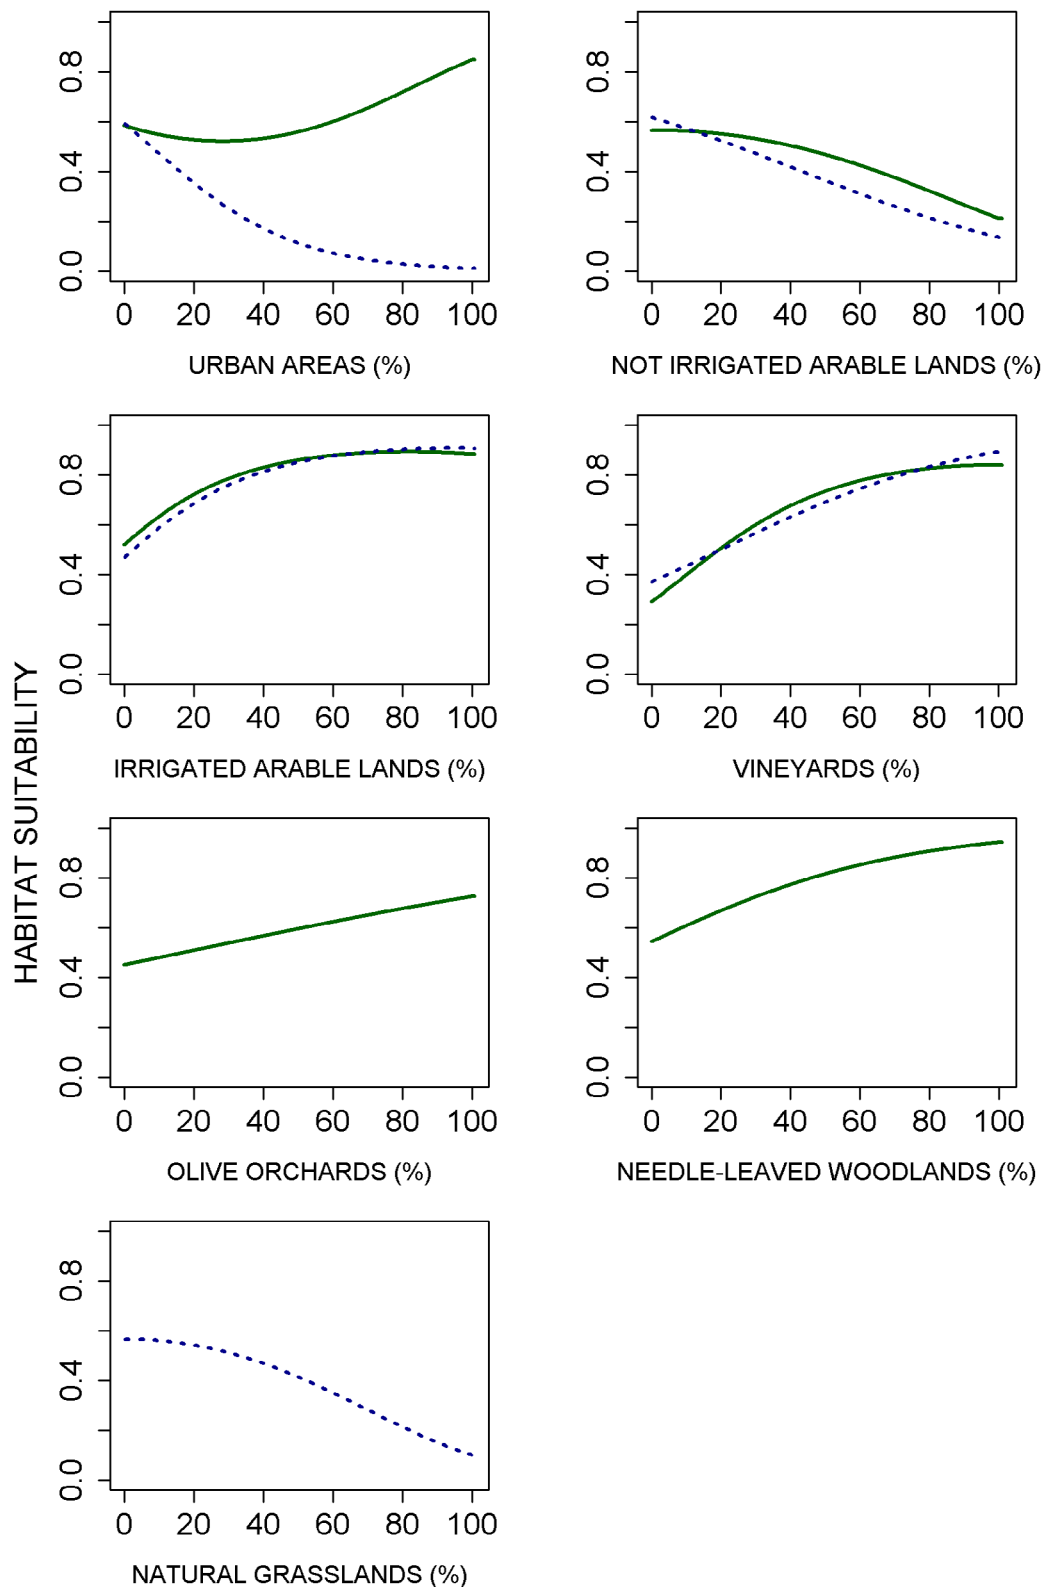 0.0 0.4 0.8
0 20 40 60 80 100
URBAN AREAS (%)
0.0 0.4 0.8
0 20 40 60 80 100
NOT IRRIGATED ARABLE LANDS (%)
0.0 0.4 0.8
0 20 40 60 80 100
IRRIGATED ARABLE LANDS (%)
0.0 0.4 0.8
0 20 40 60 80 100
VINEYARDS (%)
HABITAT SUITABILITY
0.0 0.4 0.8
0 20 40 60 80 100
OLIVE ORCHARDS (%)
0.0 0.4 0.8
0 20 40 60 80 100
NEEDLE-LEAVED WOODLANDS (%)
0.0 0.4 0.8
0 20 40 60 80 100
NATURAL GRASSLANDS (%)